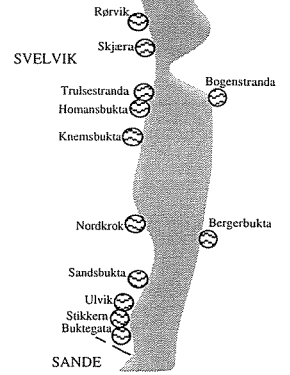 Rørvik
Skjæra
SVELVIK
Bogenstranda
Trulsestranda
Homansbukta
Knemsbukta
Nordkrok
Bergerbukta
Sandsbukta
Ulvik
Stikkern
Buktegata
SANDE